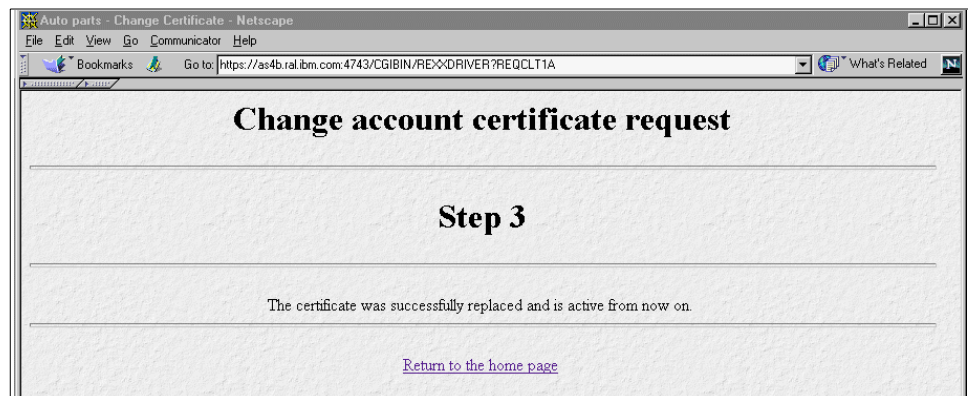 Auto parts - Change Certificate - Netscape
File Edit View Go Communicator Help
Bookmarks Go to: https://as4b.ral.ibm.com:4743/CGIBIN/REXXDRIVER?REQCLT1A What's Related N
Change account certificate request
Step 3
The certificate was successfully replaced and is active from now on.
Return to the home page